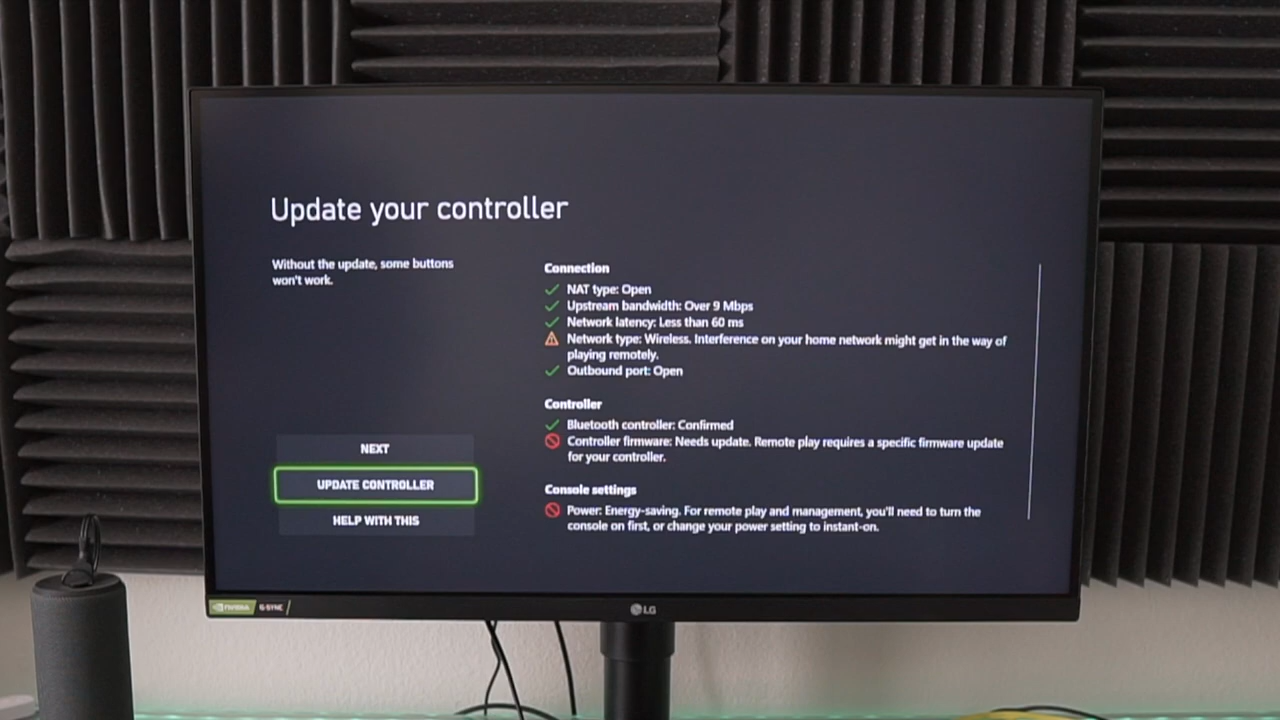 Update your controller
Without the update, some buttons
won't work.
NEXT
UPDATE CONTROLLER
HELP WITH THIS
Connection
NAT type: Open
Upstream bandwidth: Over 9 Mbps
Network latency: Less than 60 ms
Network type: Wireless. Interference on your home network might get in the way of
playing remotely.
Outbound port: Open
Controller
Bluetooth controller: Confirmed
Controller firmware: Needs update. Remote play requires a specific firmware update
for your controller.
Console settings
Power: Energy-saving. For remote play and management, you'll need to turn the
console on first, or change your power setting to instant-on.
NVIDIA G-SYNC
LG